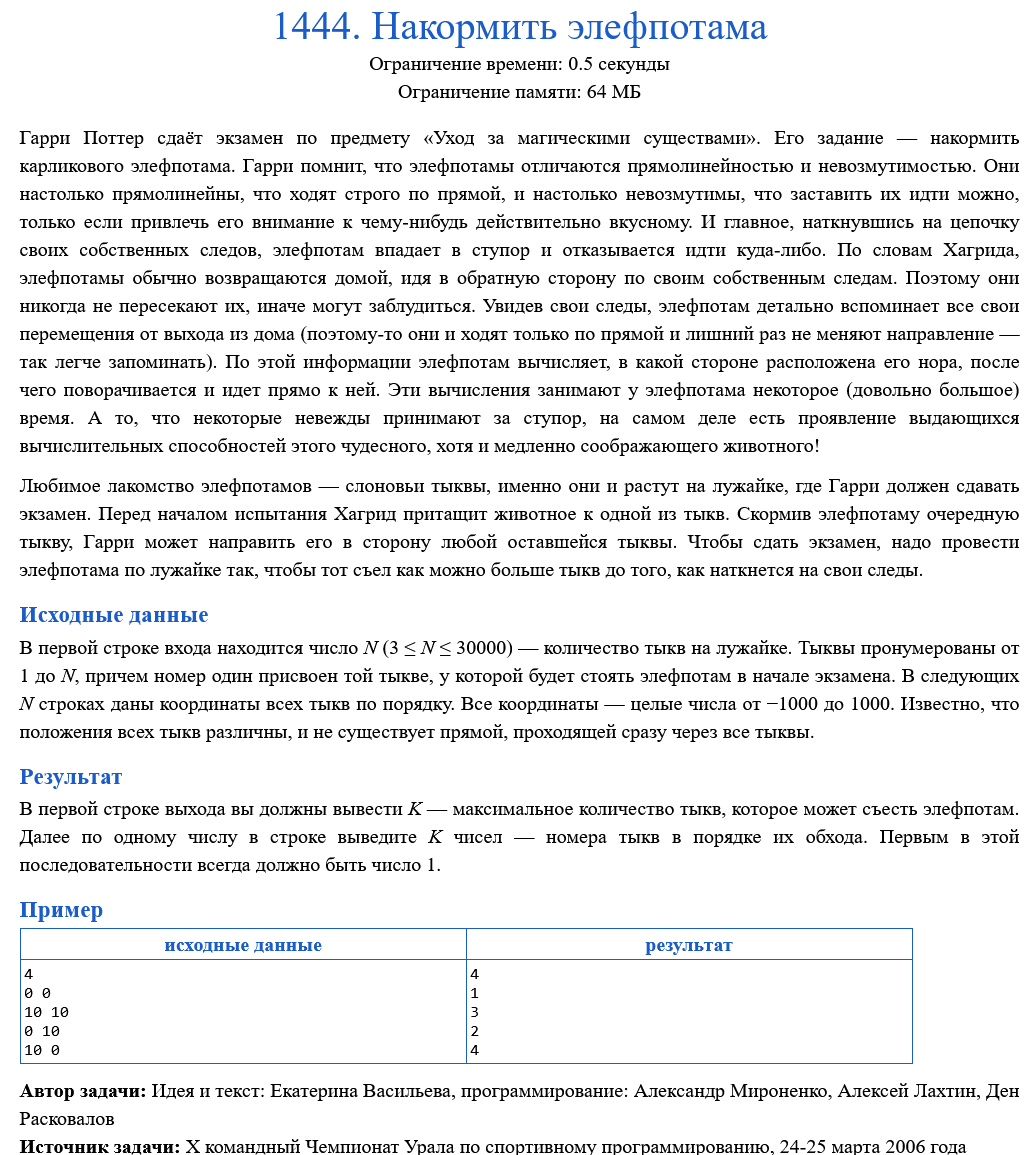 1444. Накормить элефпотама
Ограничение времени: 0.5 секунды
Ограничение памяти: 64 МБ
Гарри Поттер сдаёт экзамен по предмету «Уход за магическими существами». Его задание — накормить
карликового элефпотама. Гарри помнит, что элефпотамы отличаются прямолинейностью и невозмутимостью. Они
настолько прямолинейны, что ходят строго по прямой, и настолько невозмутимы, что заставить их идти можно,
только если привлечь его внимание к чему-нибудь действительно вкусному. И главное, наткнувшись на цепочку
своих собственных следов, элефпотам впадает в ступор и отказывается идти куда-либо. По словам Хагрида,
элефпотамы обычно возвращаются домой, идя в обратную сторону по своим собственным следам. Поэтому они
никогда не пересекают их, иначе могут заблудиться. Увидев свои следы, элефпотам детально вспоминает все свои
перемещения от выхода из дома (поэтому-то они и ходят только по прямой и лишний раз не меняют направление —
так легче запоминать). По этой информации элефпотам вычисляет, в какой стороне расположена его нора, после
чего поворачивается и идет прямо к ней. Эти вычисления занимают у элефпотама некоторое (довольно большое)
время. А то, что некоторые невежды принимают за ступор, на самом деле есть проявление выдающихся
вычислительных способностей этого чудесного, хотя и медленно соображающего животного!
Любимое лакомство элефпотамов — слоновьи тыквы, именно они и растут на лужайке, где Гарри должен сдавать
экзамен. Перед началом испытания Хагрид притащит животное к одной из тыкв. Скормив элефпотаму очередную
тыкву, Гарри может направить его в сторону любой оставшейся тыквы. Чтобы сдать экзамен, надо провести
элефпотама по лужайке так, чтобы тот съел как можно больше тыкв до того, как наткнется на свои следы.
Исходные данные
В первой строке входа находится число N (3 ≤ N ≤ 30000) — количество тыкв на лужайке. Тыквы пронумерованы от
1 до N, причем номер один присвоен той тыкве, у которой будет стоять элефпотам в начале экзамена. В следующих
N строках даны координаты всех тыкв по порядку. Все координаты — целые числа от −1000 до 1000. Известно, что
положения всех тыкв различны, и не существует прямой, проходящей сразу через все тыквы.
Результат
В первой строке выхода вы должны вывести K — максимальное количество тыкв, которое может съесть элефпотам.
Далее по одному числу в строке выведите K чисел — номера тыкв в порядке их обхода. Первым в этой
последовательности всегда должно быть число 1.
Пример
исходные данные результат
4 4
0 0 1
10 10 3
0 10 2
10 0 4
Автор задачи: Идея и текст: Екатерина Васильева, программирование: Александр Мироненко, Алексей Лахтин, Ден
Расковалов
Источник задачи: X командный Чемпионат Урала по спортивному программированию, 24-25 марта 2006 года